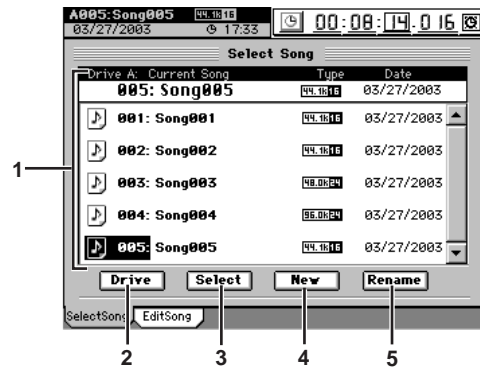 A005:Song005 44.1k16
03/27/2003 17:33 00:08:14.016
Select Song
Drive A: Current Song Type Date
005: Song005 44.1k16 03/27/2003
001: Song001 44.1k16 03/27/2003
002: Song002 44.1k16 03/27/2003
003: Song003 48.0k24 03/27/2003
004: Song004 96.0k24 03/27/2003
005: Song005 44.1k16 03/27/2003
1
Drive Select New Rename
SelectSong EditSong
2 3 4 5